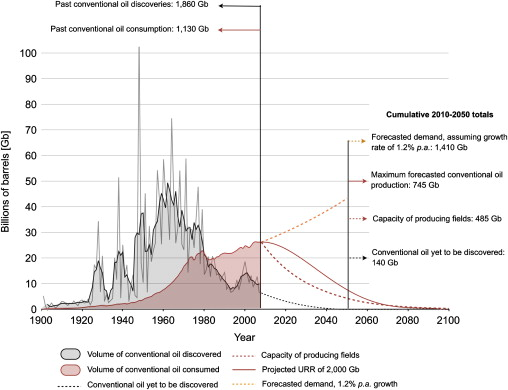 Past conventional oil discoveries: 1,860 Gb
Past conventional oil consumption: 1,130 Gb
Billions of barrels [Gb]
100
90
80
70
60
50
40
30
20
10
0
1900
1920
1940
1960
1980
2000
2020
2040
2060
2080
2100
Year
Cumulative 2010-2050 totals
Forecasted demand, assuming growth
rate of 1.2% p.a.: 1,410 Gb
Maximum forecasted conventional oil
production: 745 Gb
Capacity of producing fields: 485 Gb
Conventional oil yet to be discovered:
140 Gb
Volume of conventional oil discovered
Volume of conventional oil consumed
Conventional oil yet to be discovered
Capacity of producing fields
Projected URR of 2,000 Gb
Forecasted demand, 1.2% p.a. growth